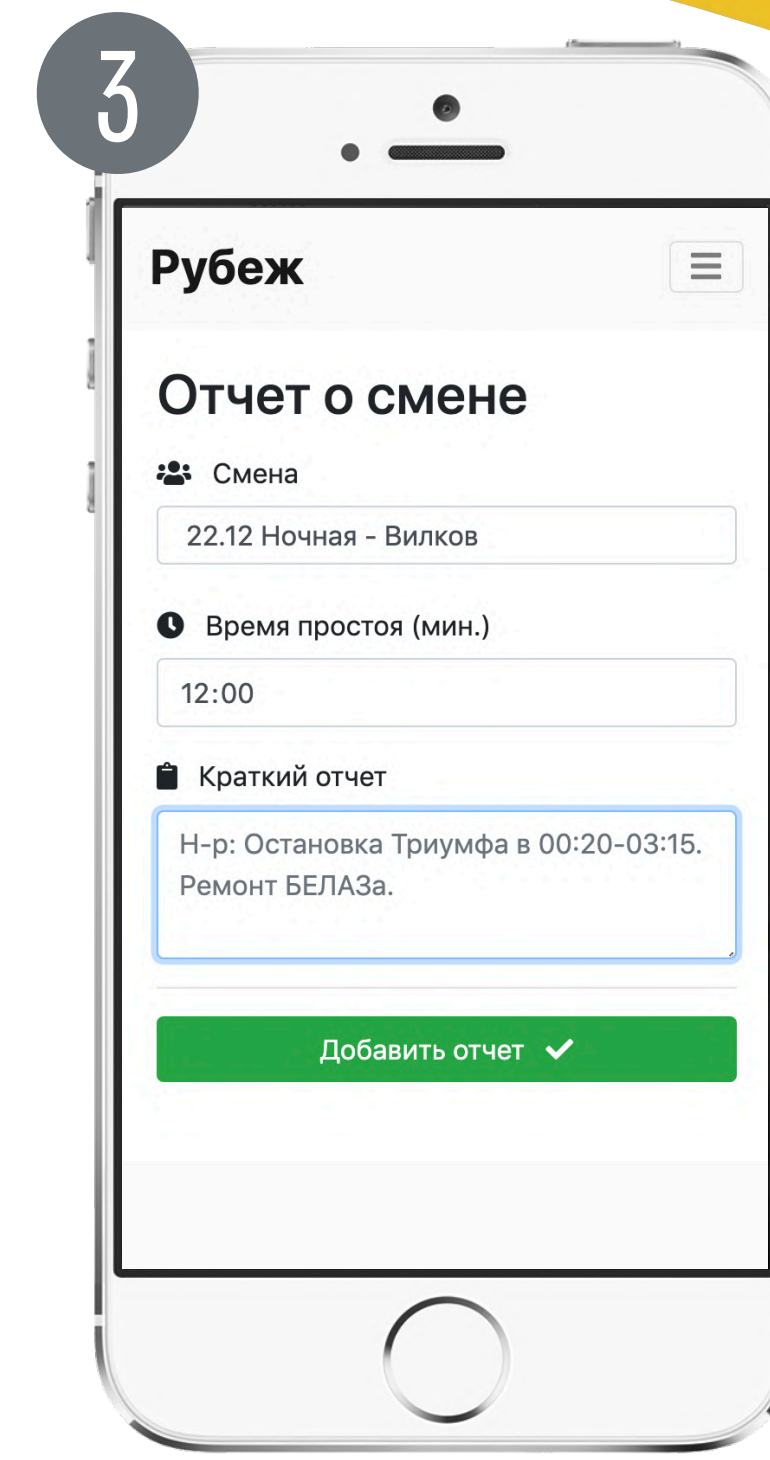 3
Рубеж
Отчет о смене
Смена
22.12 Ночная - Вилков
Время простоя (мин.)
12:00
Краткий отчет
Н-р: Остановка Триумфа в 00:20-03:15.
Ремонт БЕЛАЗа.
Добавить отчет